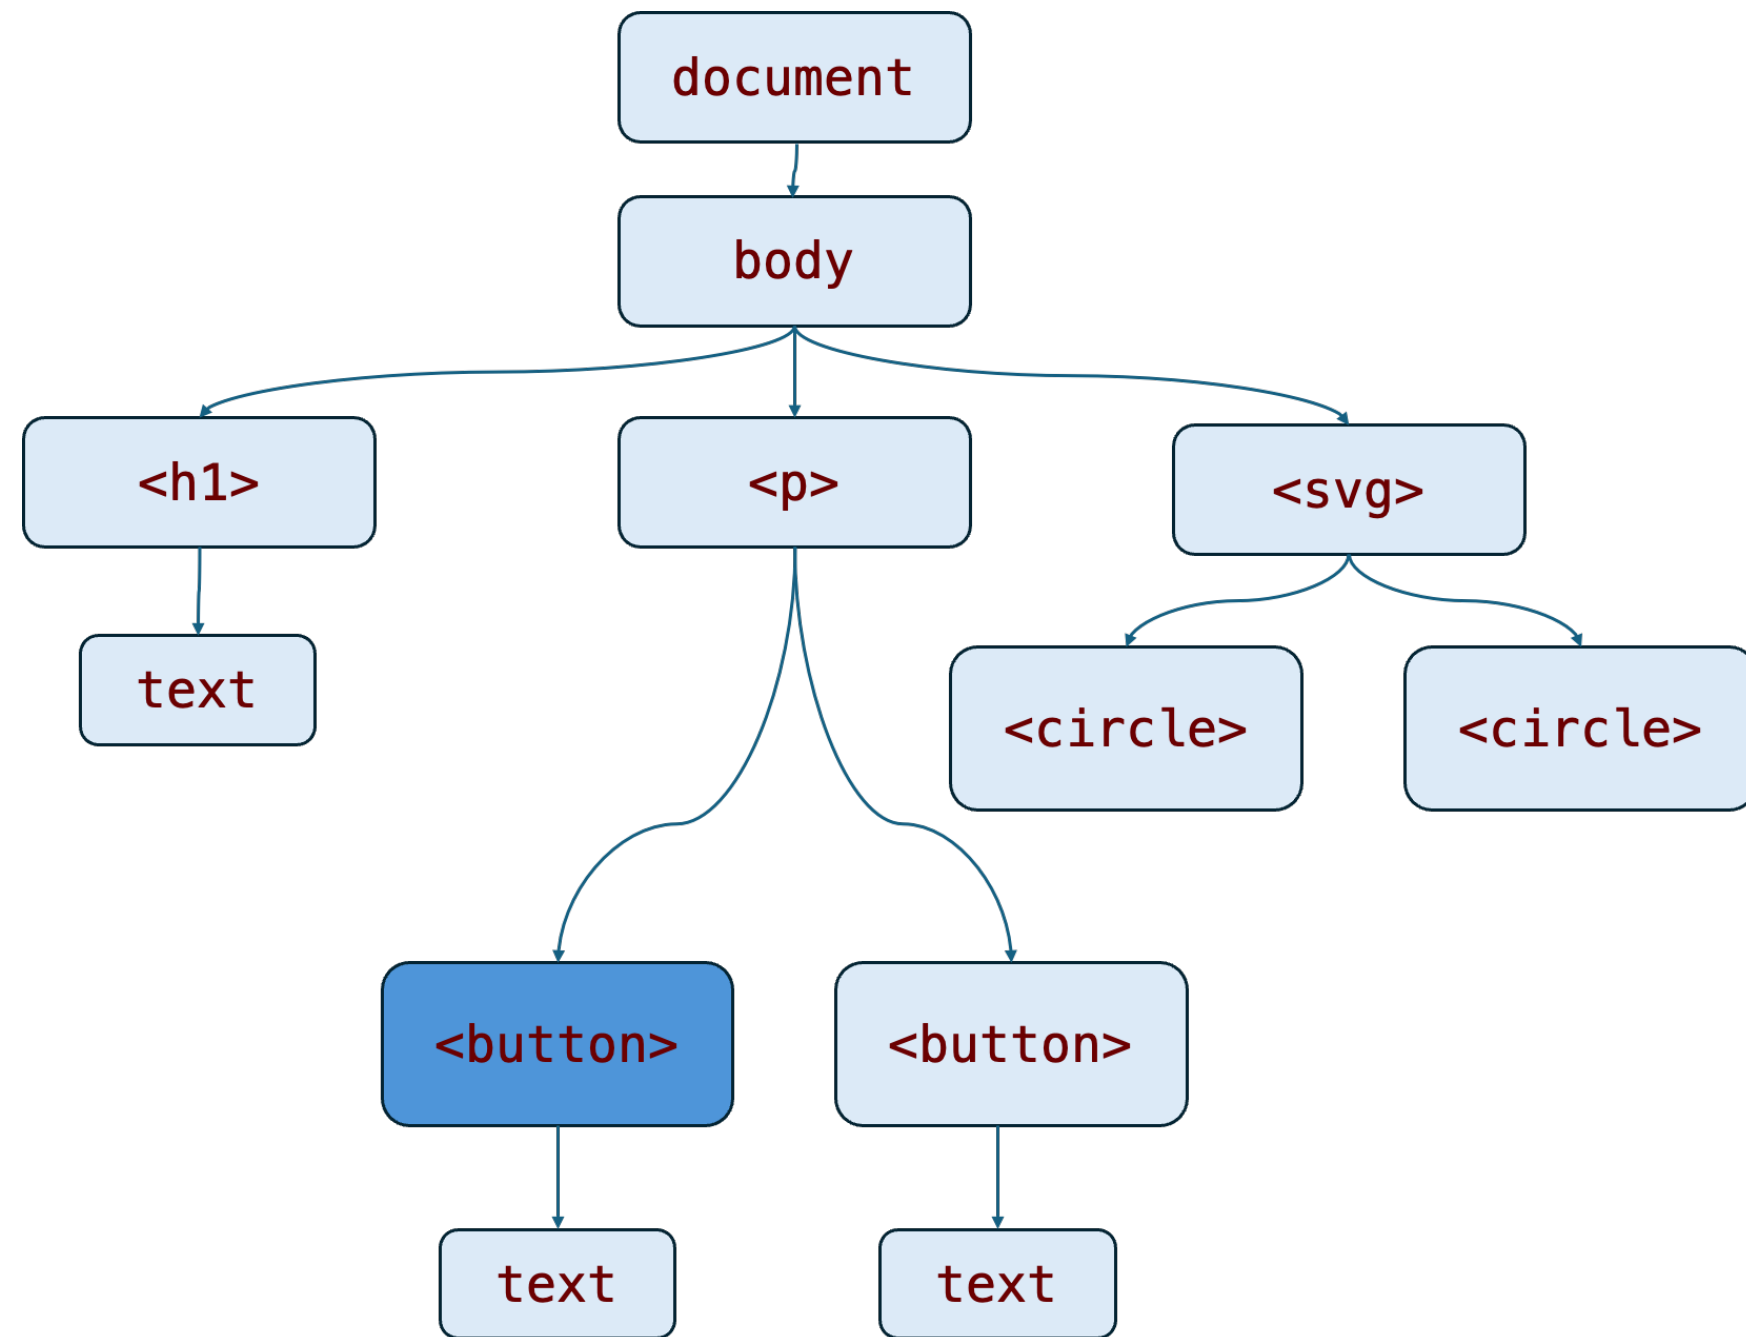 document
body
<h1>
<p>
<svg>
text
<circle>
<circle>
<button>
<button>
text
text